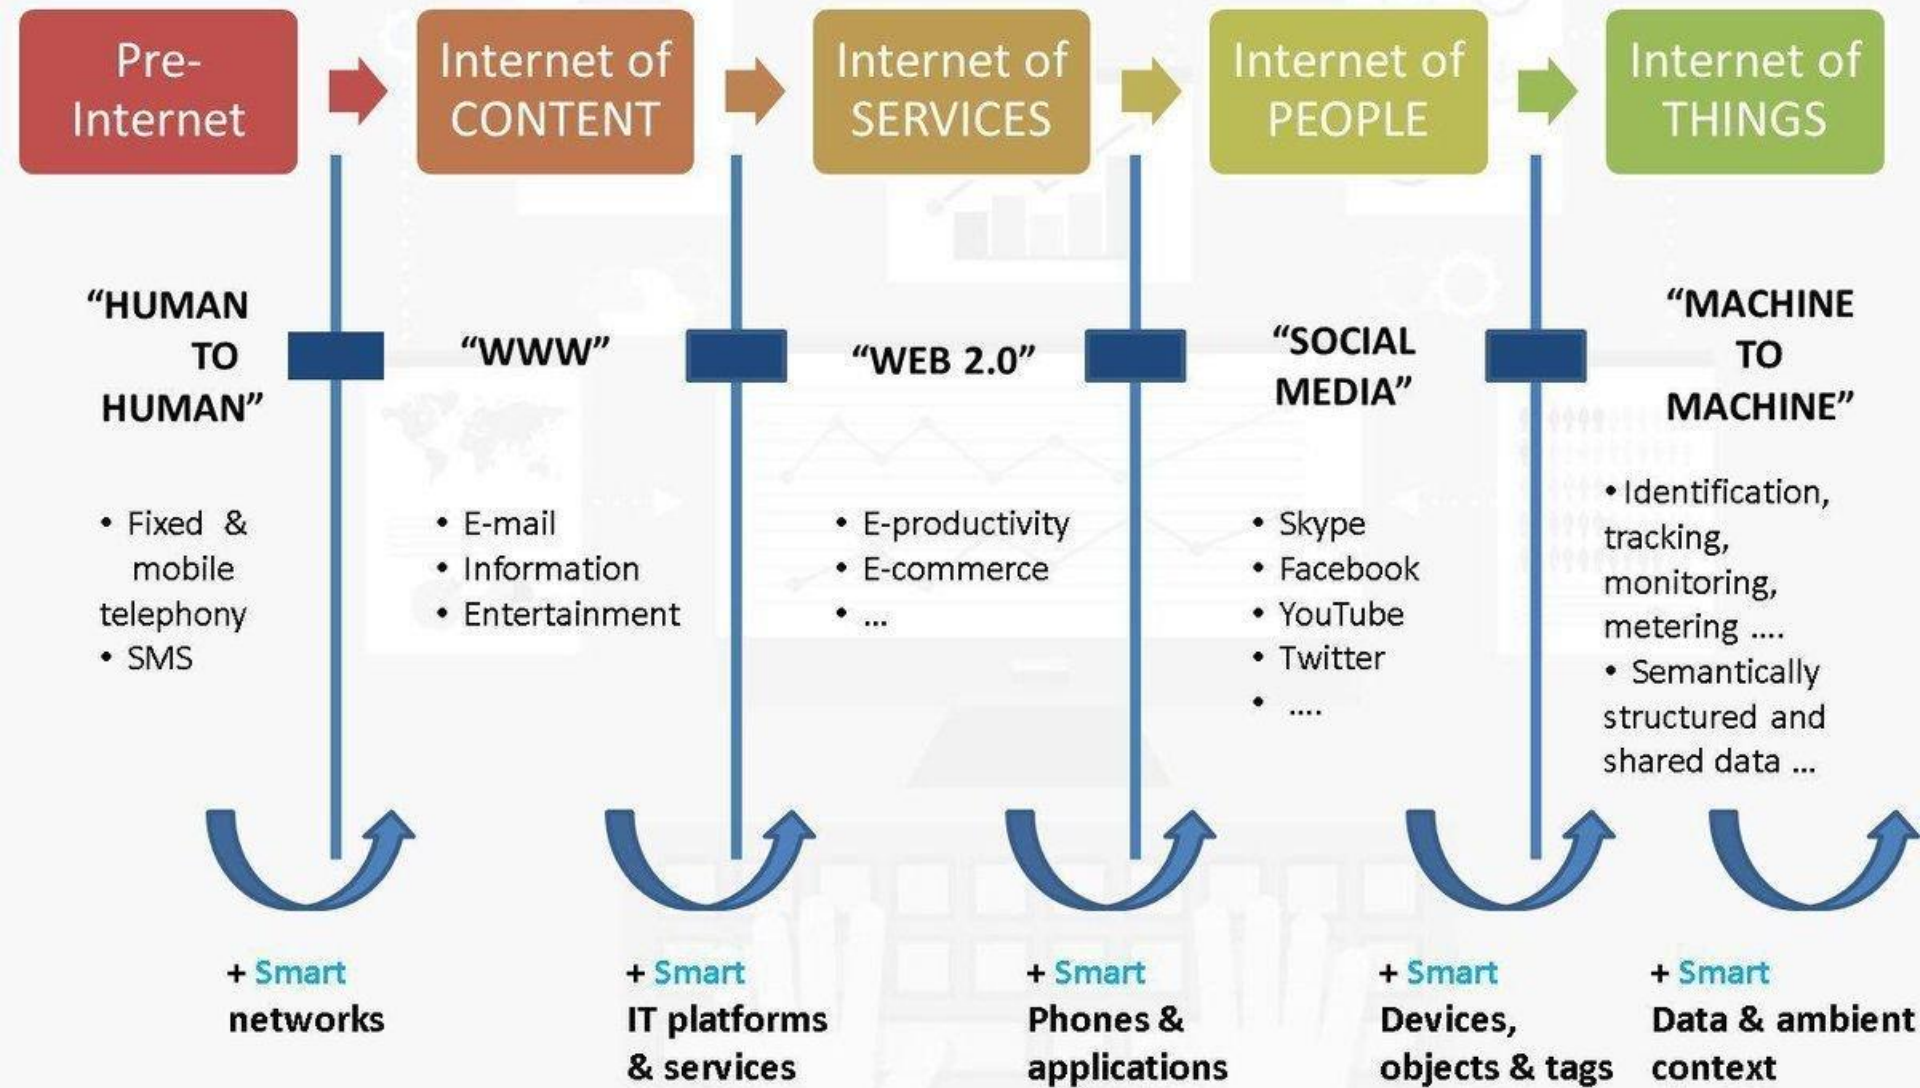 Pre-
Internet
Internet of
CONTENT
Internet of
SERVICES
Internet of
PEOPLE
Internet of
THINGS
“HUMAN
TO
HUMAN”
“WWW”
“WEB 2.0”
“SOCIAL
MEDIA”
“MACHINE
TO
MACHINE”
• Fixed &
mobile
telephony
• SMS
• E-mail
• Information
• Entertainment
• E-productivity
• E-commerce
• ...
• Skype
• Facebook
• YouTube
• Twitter
• ....
• Identification,
tracking,
monitoring,
metering ....
• Semantically
structured and
shared data ...
+ Smart
networks
+ Smart
IT platforms
& services
+ Smart
Phones &
applications
+ Smart
Devices,
objects & tags
+ Smart
Data & ambient
context